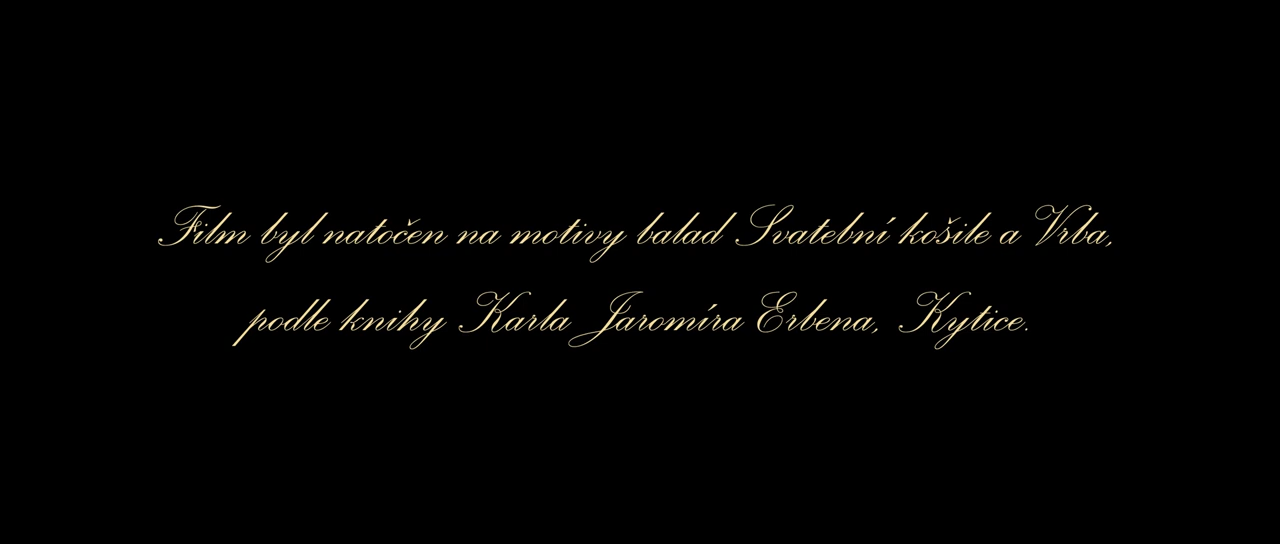 Film byl natočen na motivy balad Svatební košile a Vrba,
podle knihy Karla Jaromíra Erbena, Kytice.